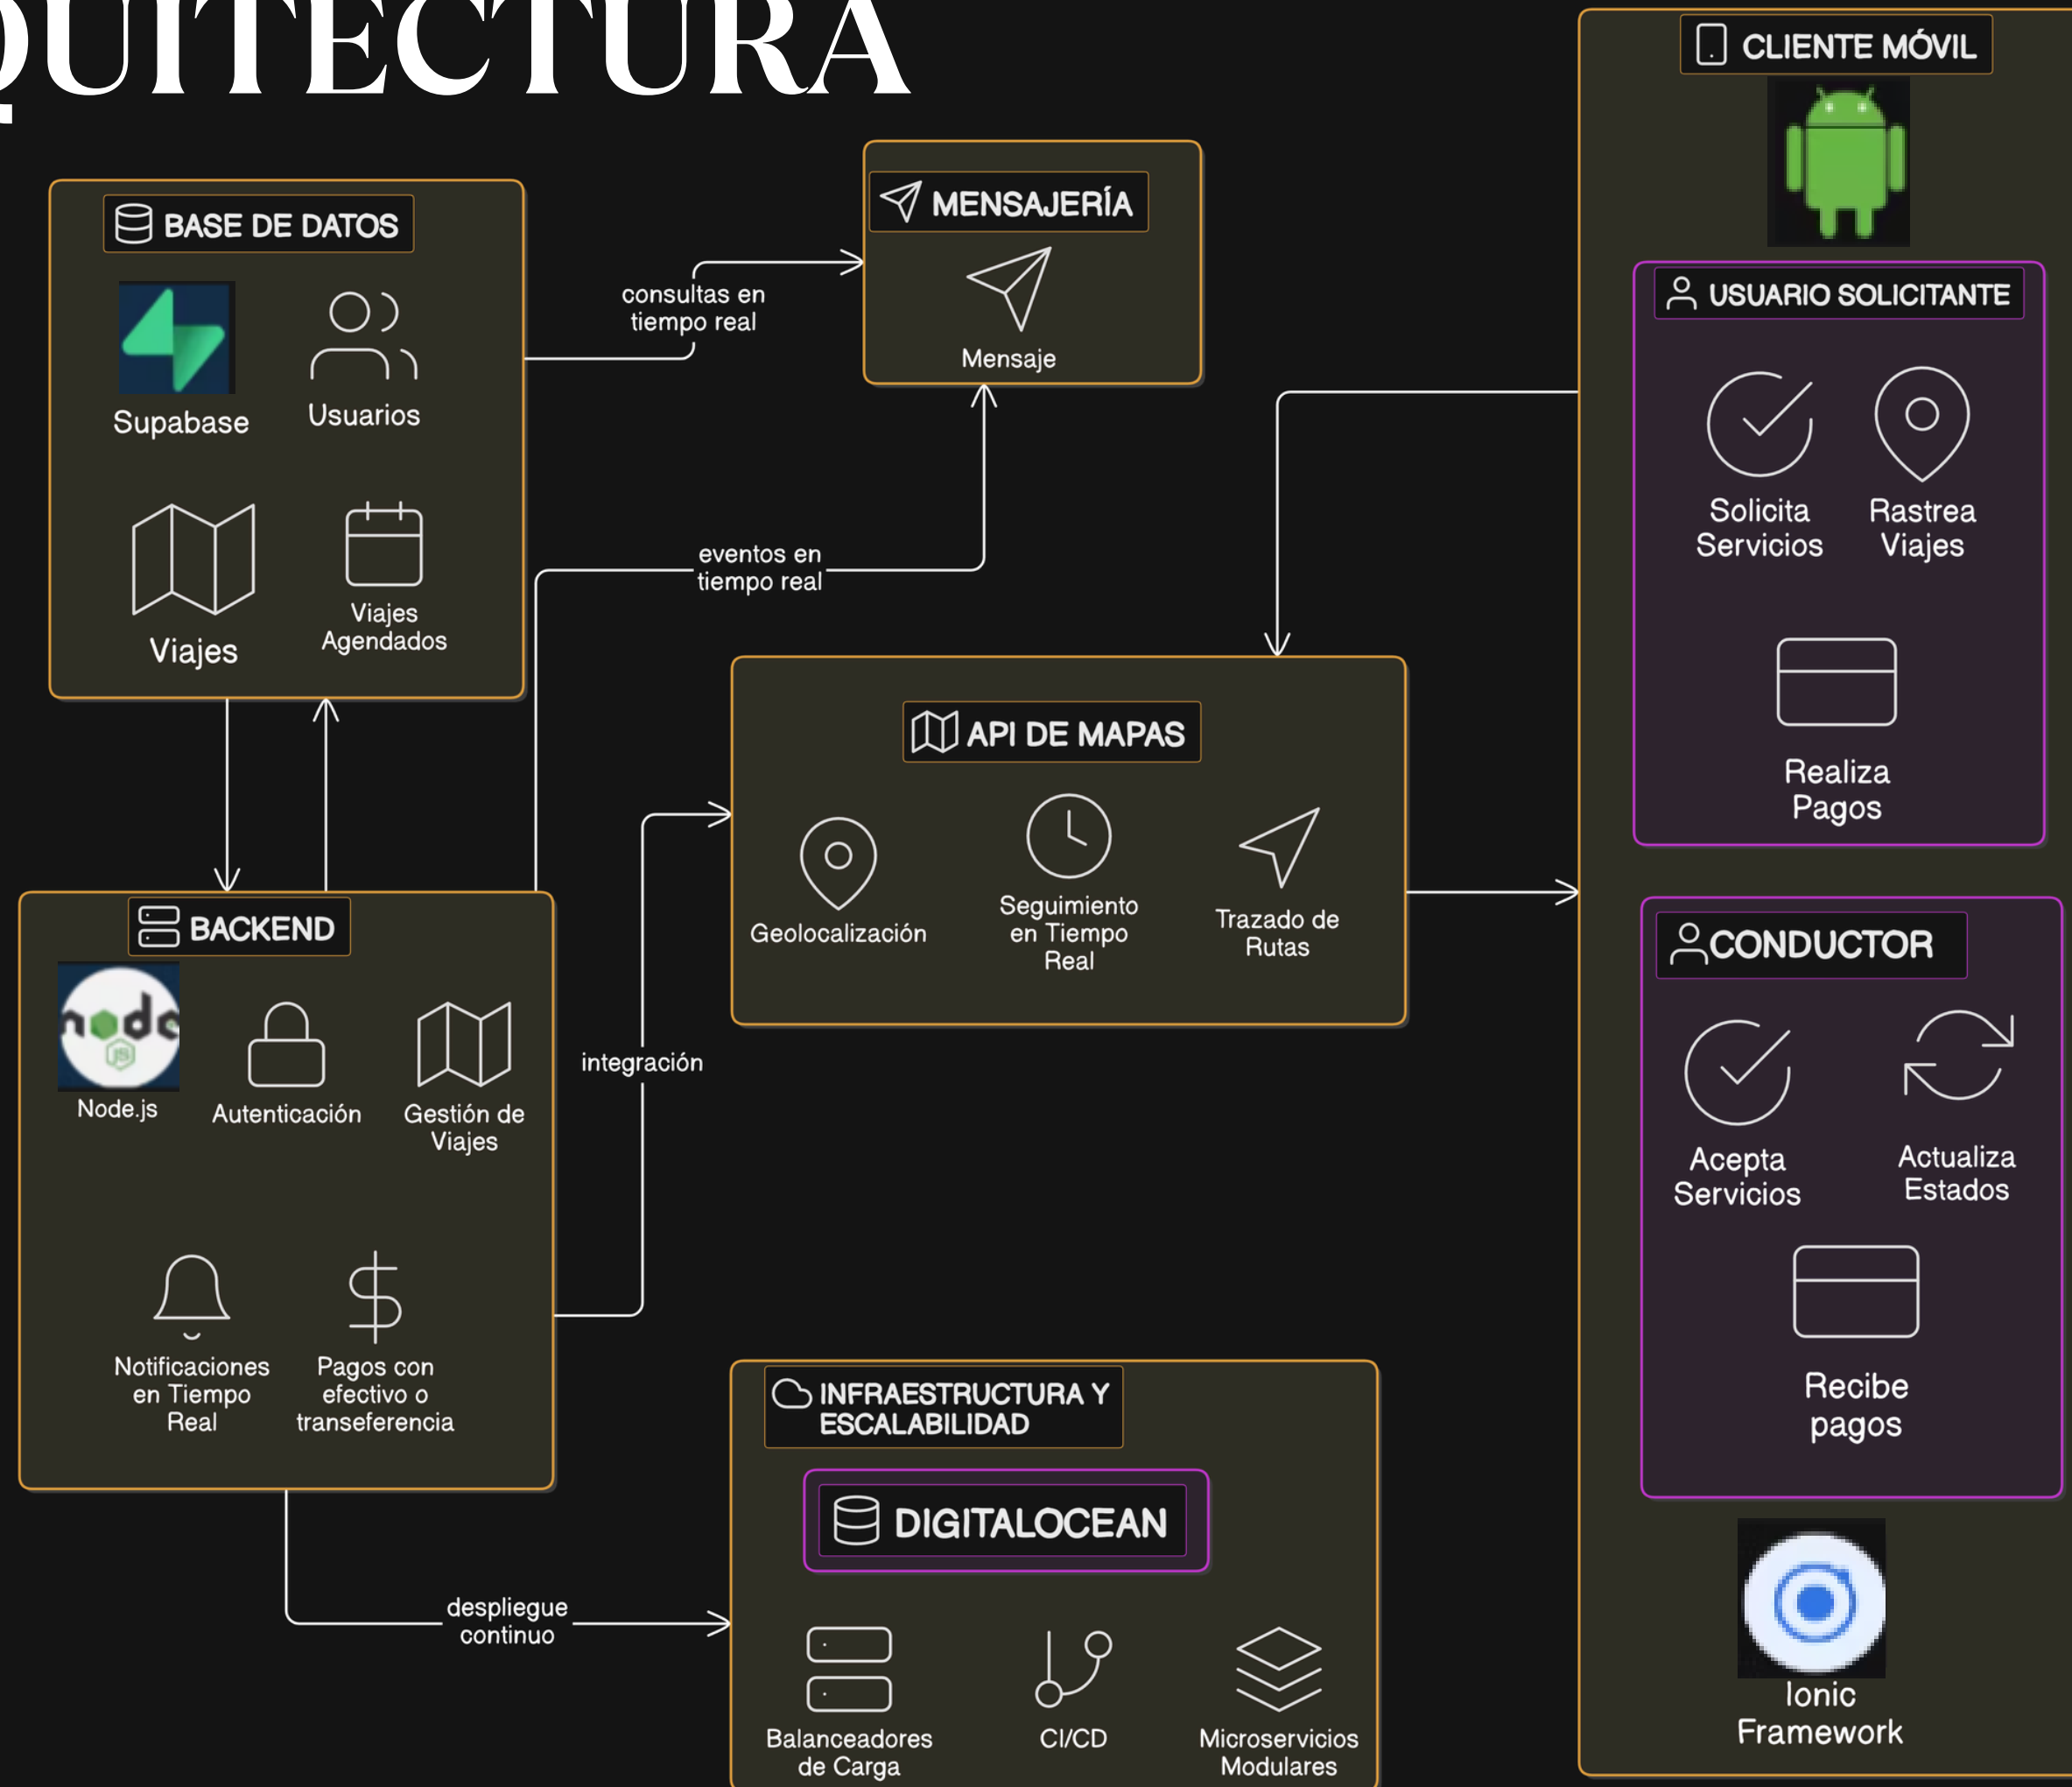 QUITECTURA
BASE DE DATOS
Supabase
Usuarios
Viajes
Viajes
Agendados
consultas en
tiempo real
MENSAJERÍA
Mensaje
eventos en
tiempo real
BACKEND
node
JS
Node.js
Autenticación
Gestión de
Viajes
Notificaciones
en Tiempo
Real
Pagos con
efectivo o
transeferencia
integración
API DE MAPAS
Geolocalización
Seguimiento
en Tiempo
Real
Trazado de
Rutas
despliegue
continuo
INFRAESTRUCTURA Y
ESCALABILIDAD
DIGITALOCEAN
Balanceadores
de Carga
CI/CD
Microservicios
Modulares
CLIENTE MÓVIL
USUARIO SOLICITANTE
Solicita
Servicios
Rastrea
Viajes
Realiza
Pagos
CONDUCTOR
Acepta
Servicios
Actualiza
Estados
Recibe
pagos
Ionic
Framework